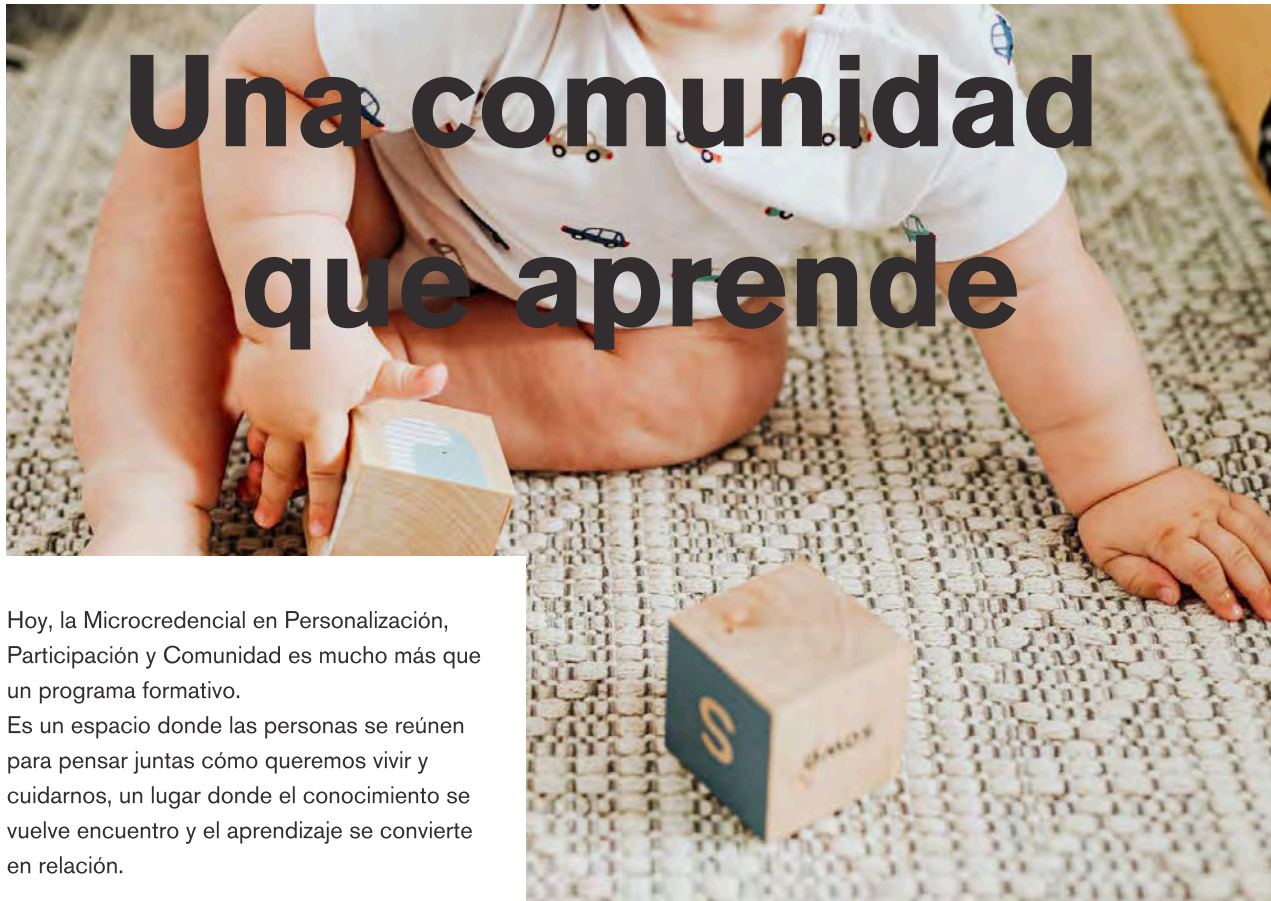 Una comunidad
que aprende
Hoy, la Microcredencial en Personalización,
Participación y Comunidad es mucho más que
un programa formativo.
Es un espacio donde las personas se reúnen
para pensar juntas cómo queremos vivir y
cuidarnos, un lugar donde el conocimiento se
vuelve encuentro y el aprendizaje se convierte
en relación.
S